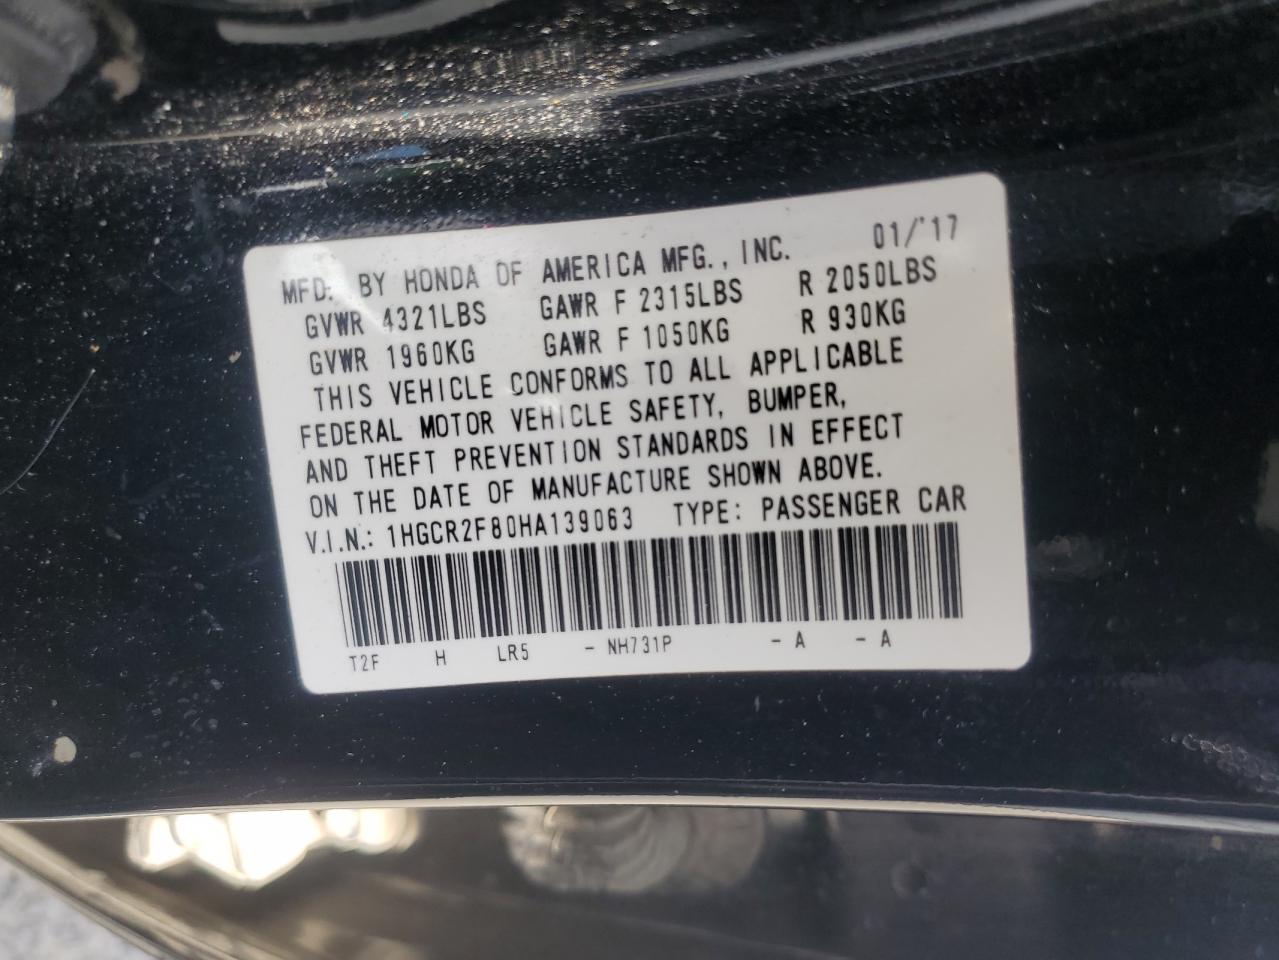 MFD. BY HONDA OF AMERICA MFG., INC. 01/'17
GVWR 4321LBS GAWR F 2315LBS R 2050LBS
GVWR 1960KG GAWR F 1050KG R 930KG
THIS VEHICLE CONFORMS TO ALL APPLICABLE
FEDERAL MOTOR VEHICLE SAFETY, BUMPER,
AND THEFT PREVENTION STANDARDS IN EFFECT
ON THE DATE OF MANUFACTURE SHOWN ABOVE.
V.I.N.: 1HGCR2F80HA139063 TYPE: PASSENGER CAR
T2F H LR5 - NH731P - A - A